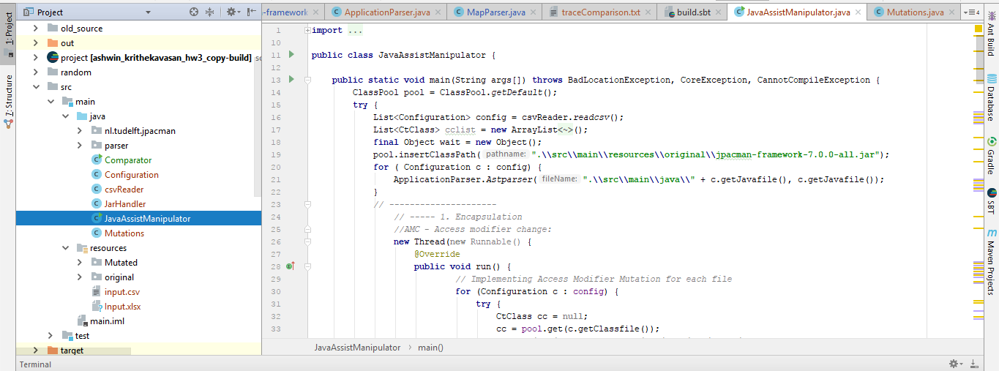 Project
-framework
ApplicationParser.java
MapParser.java
traceComparison.txt
build.sbt
JavaAssistManipulator.java
Mutations.java
4
1: Project
7: Structure
old_source
out
project [ashwin_krithekavasan_hw3_copy-build]
random
src
main
java
nl.tudelft.jpacman
parser
Comparator
Configuration
csvReader
JarHandler
JavaAssistManipulator
Mutations
resources
Mutated
original
input.csv
Input.xlsx
main.iml
test
target
1 import ...
10
11 public class JavaAssistManipulator {
12
13 public static void main(String args[]) throws BadLocationException, CoreException, CannotCompileException {
14 ClassPool pool = ClassPool.getDefault();
15 try {
16 List<Configuration> config = csvReader.readcsv();
17 List<CtClass> cclist = new ArrayList<~>();
18 final Object wait = new Object();
19 pool.insertClassPath( pathname: ".\\src\\main\\resources\\original\\jpacman-framework-7.0.0-all.jar");
20 for ( Configuration c : config) {
21 ApplicationParser.Astparser( fileName: ".\\src\\main\\java\\" + c.getJavafile(), c.getJavafile());
22 }
23 // ---------------------
24 // ----- 1. Encapsulation
25 //AMC - Access modifier change:
26 new Thread(new Runnable() {
27 @Override
28 public void run() {
29 // Implementing Access Modifier Mutation for each file
30 for (Configuration c : config) {
31 try {
32 CtClass cc = null;
33 cc = pool.get(c.getClassfile());
JavaAssistManipulator
main()
Ant Build
Database
Gradle
SBT
Maven Projects
Terminal